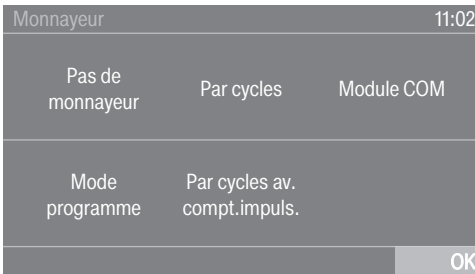 Monnayeur 11:02
Pas de
monnayeur
Par cycles
Module COM
Mode
programme
Par cycles av.
compt.impuls.
OK